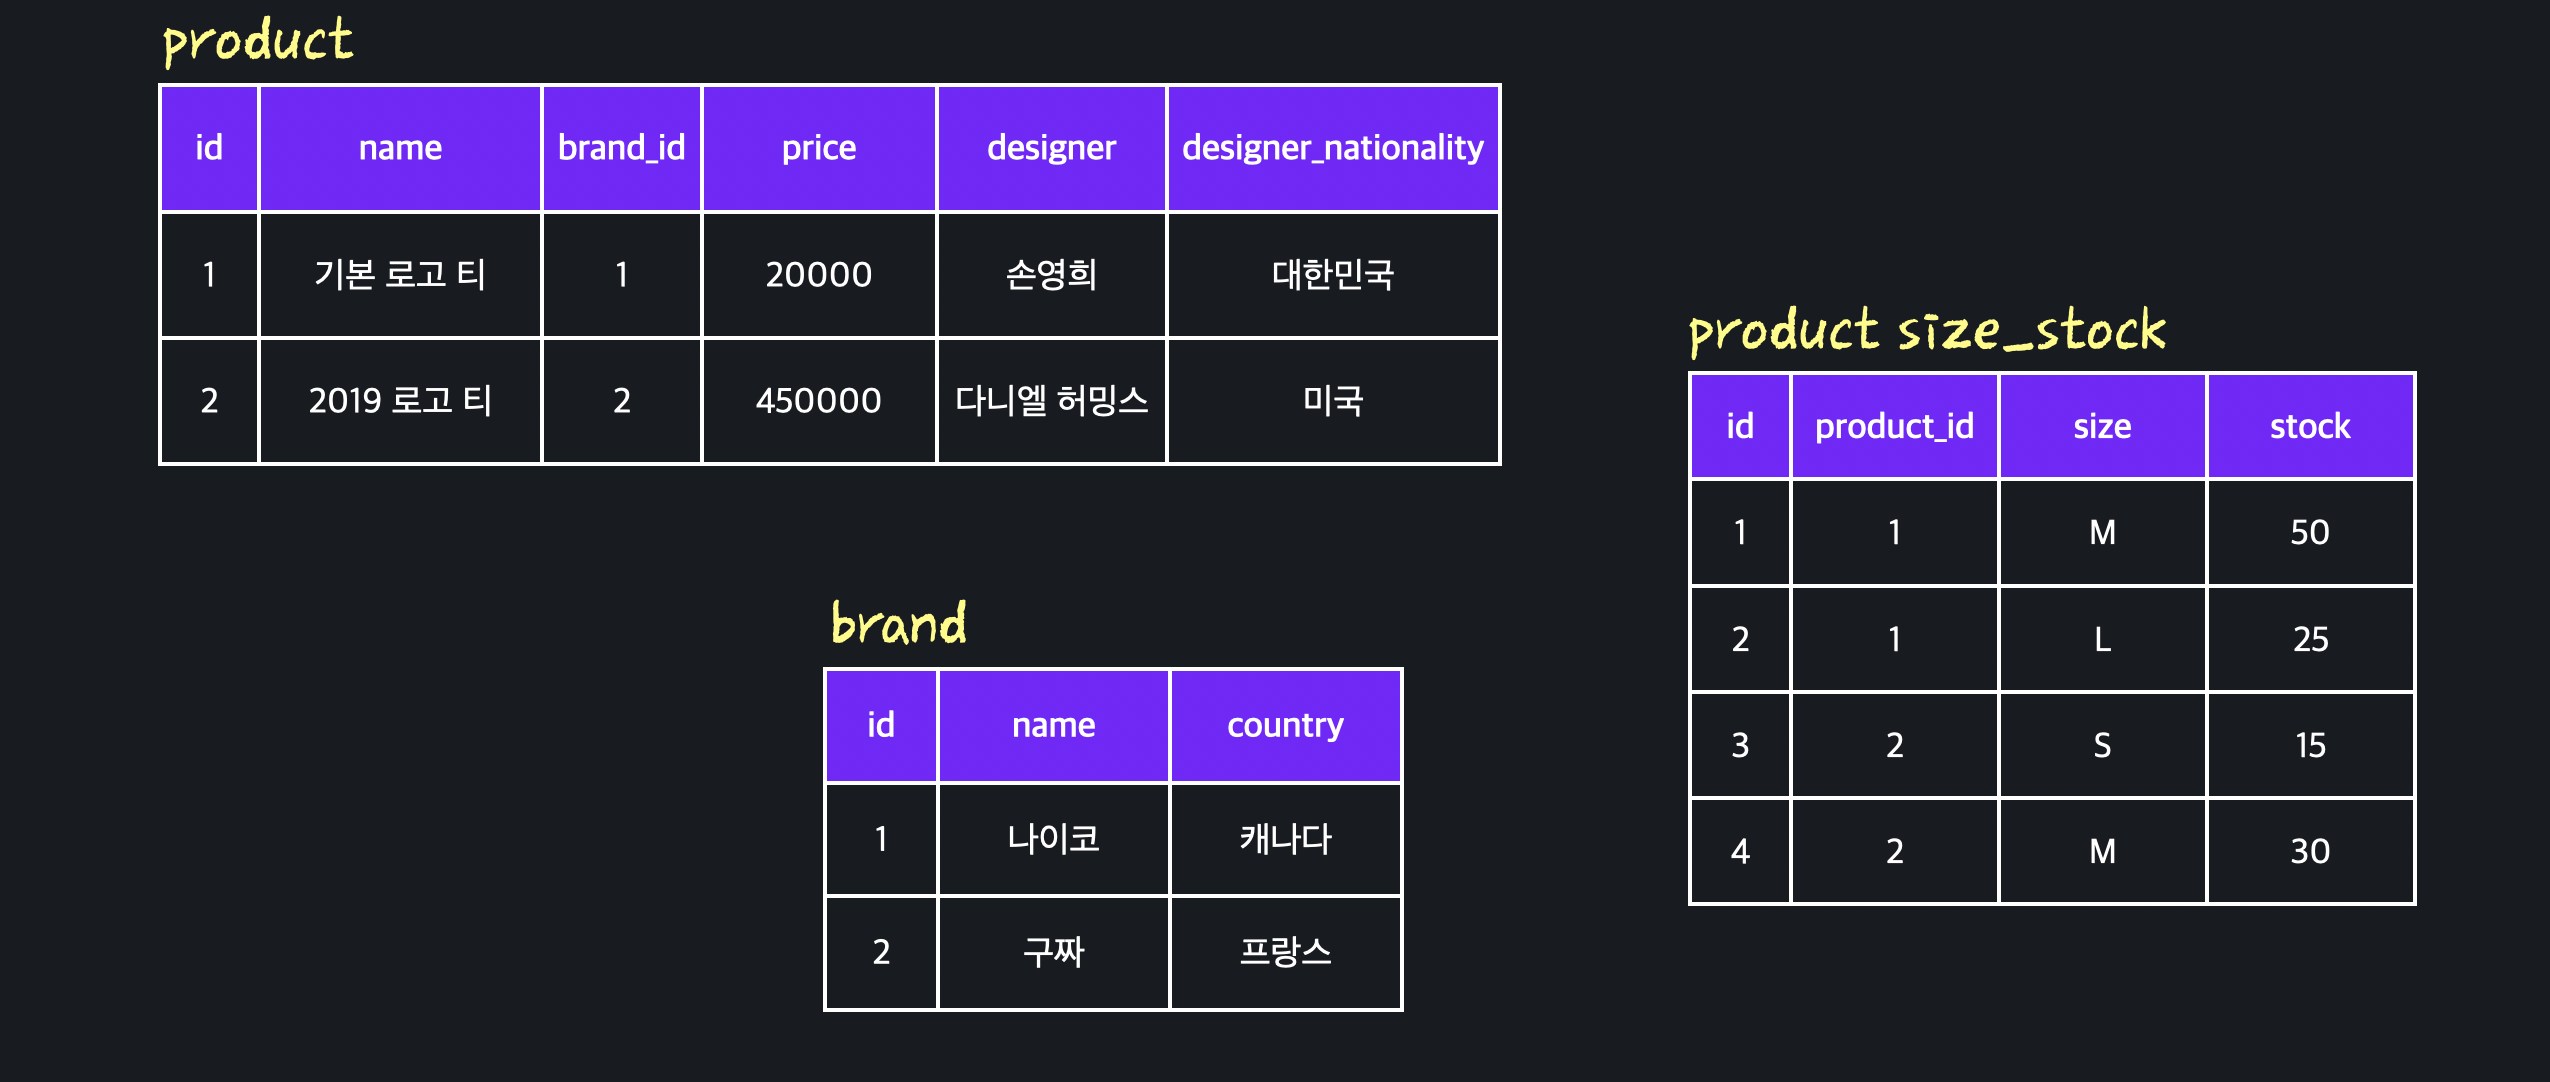 product
id name brand_id price designer designer_nationality
1 기본 로고 티 1 20000 손영희 대한민국
2 2019 로고 티 2 450000 다니엘 허밍스 미국
product size_stock
id product_id size stock
1 1 M 50
2 1 L 25
3 2 S 15
4 2 M 30
brand
id name country
1 나이코 캐나다
2 구짜 프랑스